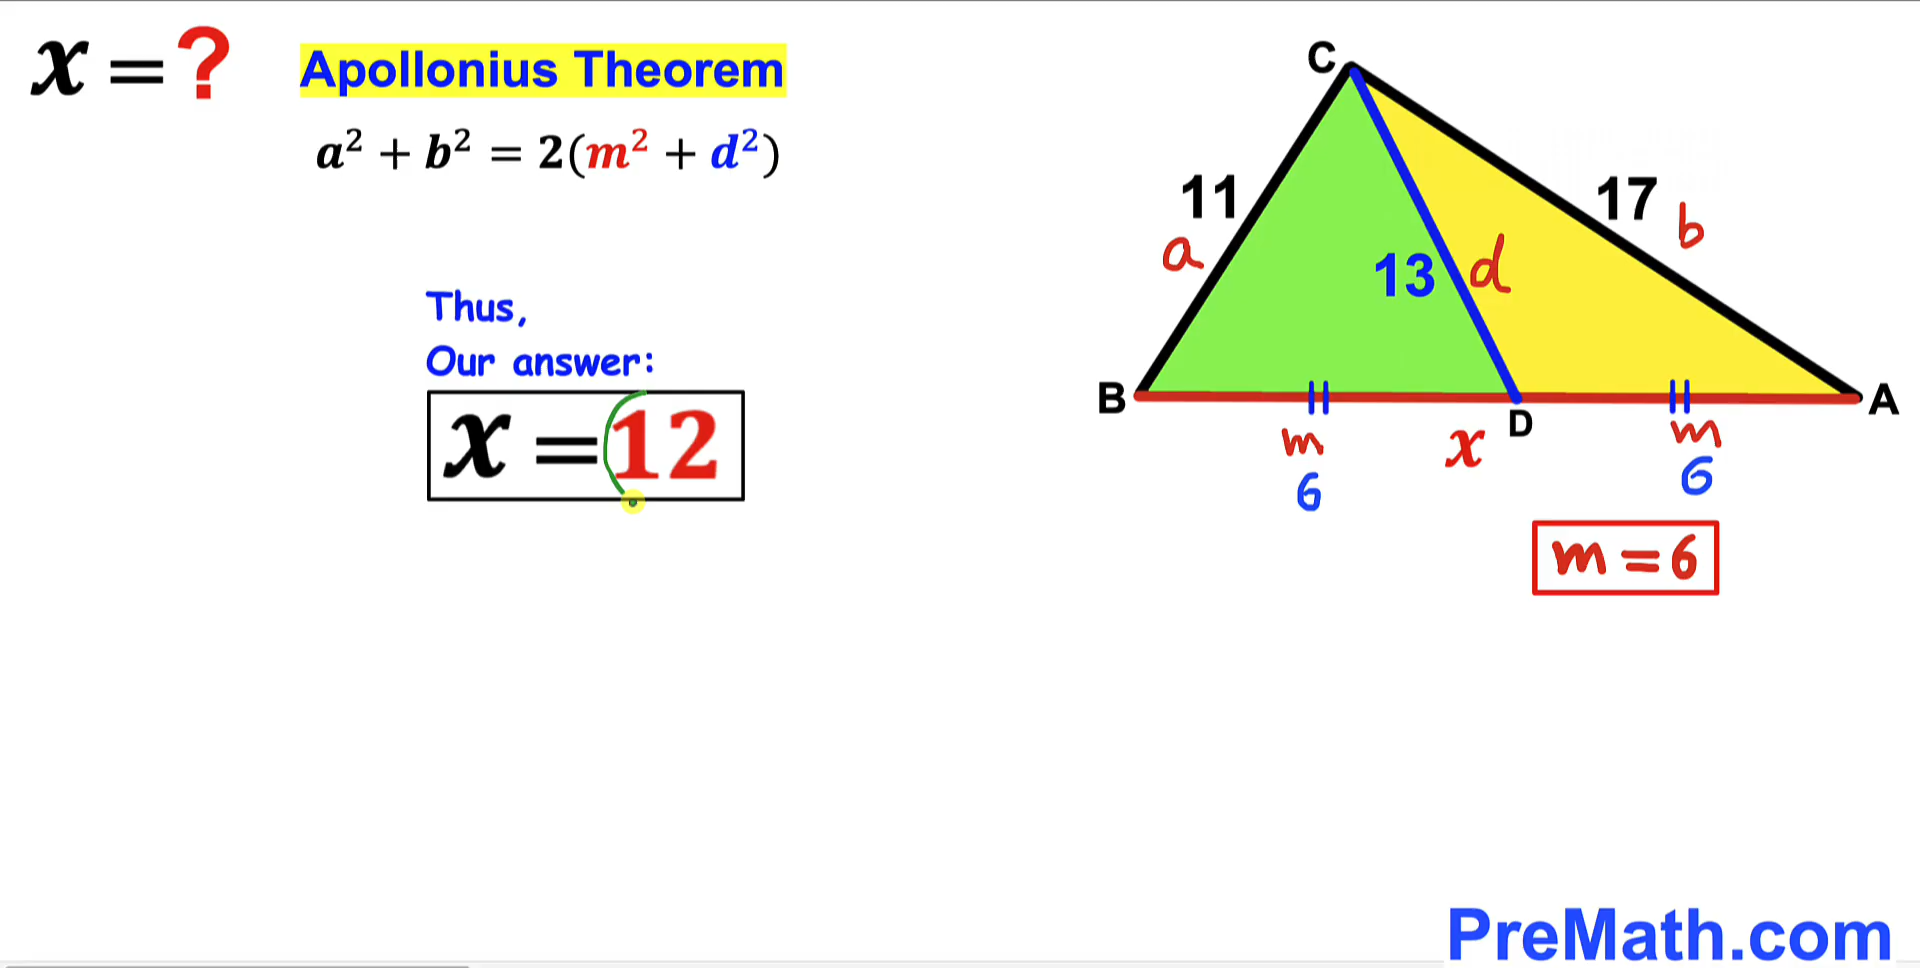 x = ?
Apollonius Theorem
a² + b² = 2(m² + d²)
Thus,
Our answer:
x = 12
C
11
a
17
b
13
d
B
D
A
m
x
m
6
6
m = 6
PreMath.com